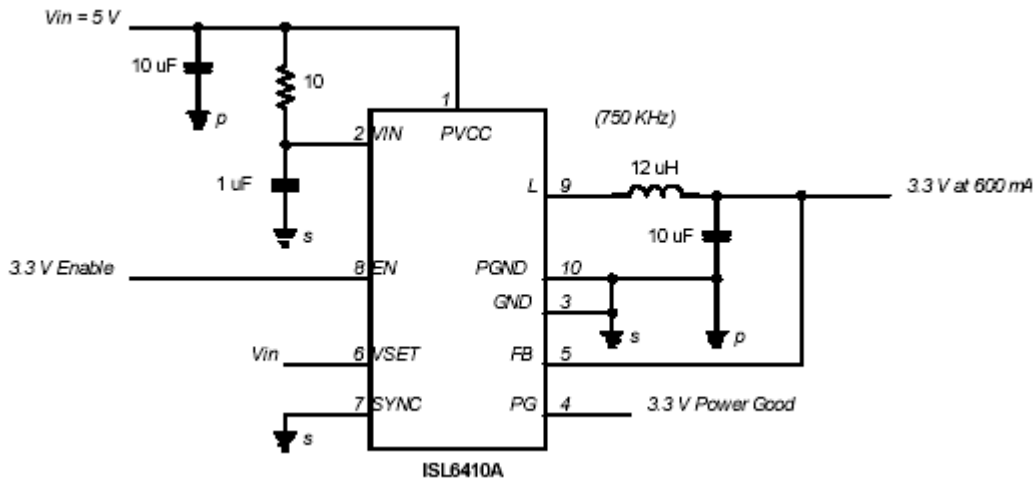 Vin = 5 V
10 uF
p
10
1
2 VIN PVCC
(750 KHz)
1 uF
s
L 9
12 uH
3.3 V at 600 mA
10 uF
3.3 V Enable
8 EN
PGND 10
GND 3
s
p
Vin
6 VSET
FB 5
7 SYNC
s
PG 4
3.3 V Power Good
ISL6410A